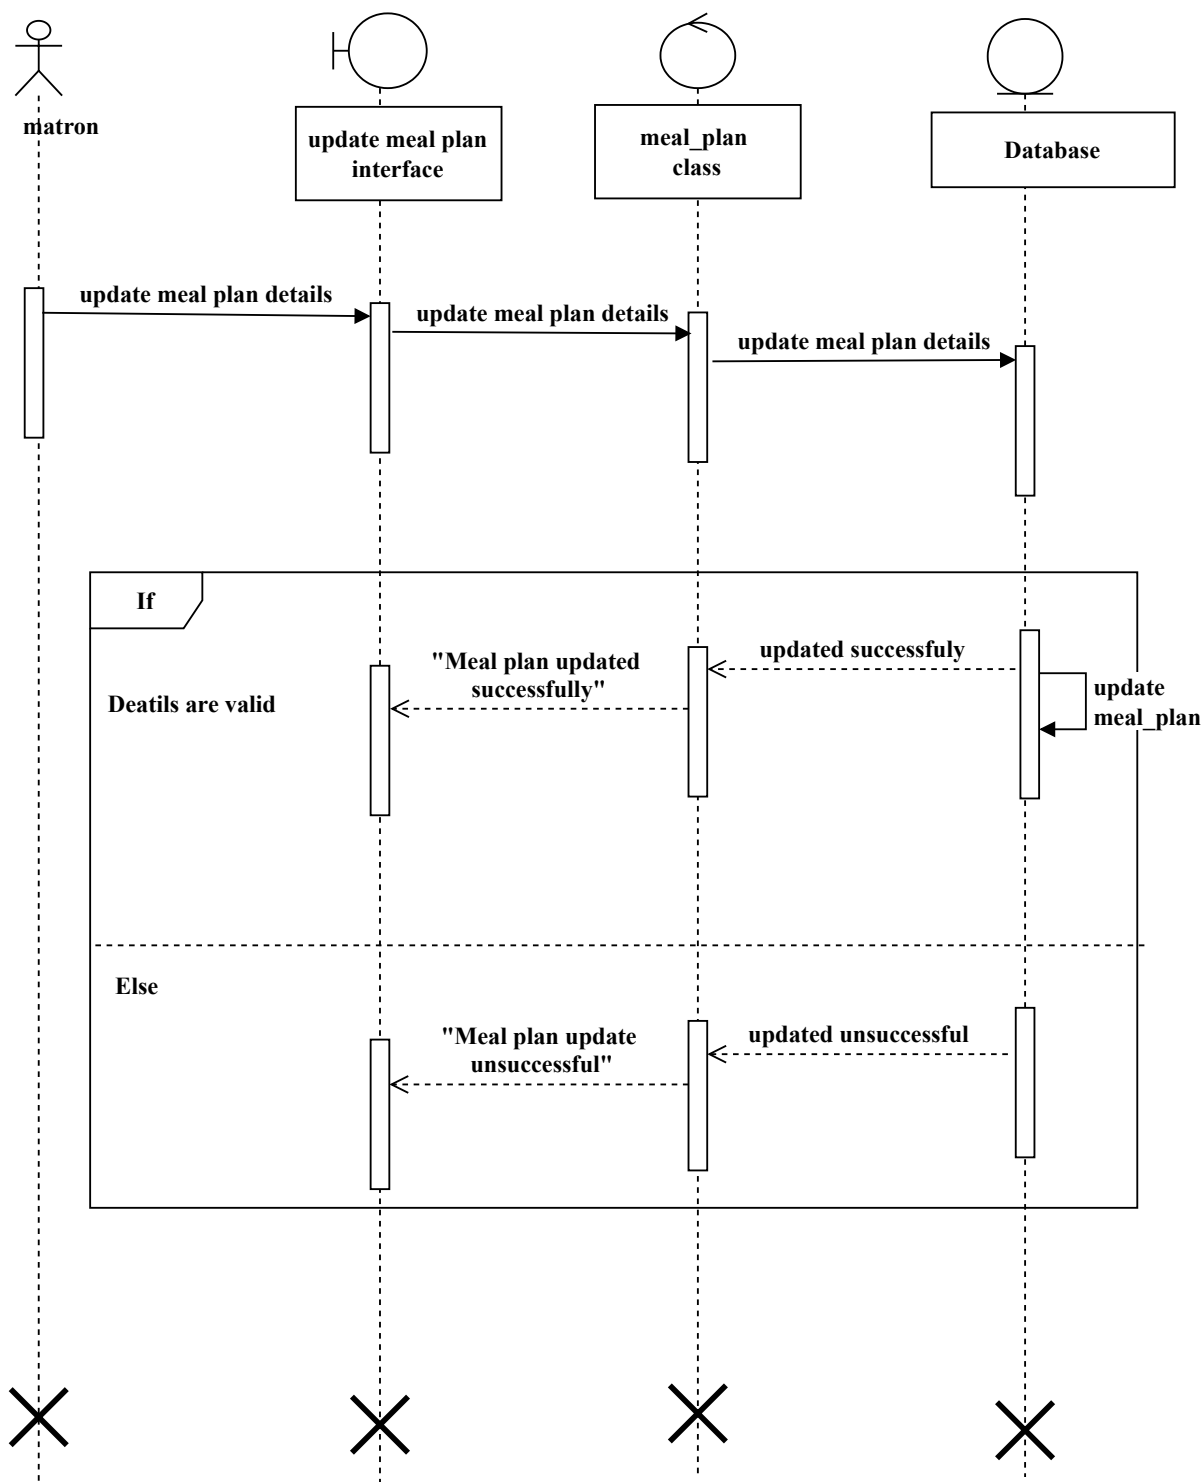 matron
update meal plan
interface
meal_plan
class
Database
update meal plan details
update meal plan details
update meal plan details
If
Deatils are valid
"Meal plan updated
successfully"
updated successfuly
update
meal_plan
Else
"Meal plan update
unsuccessful"
updated unsuccessful